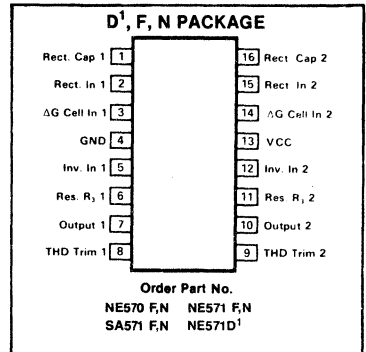 D¹, F, N PACKAGE
Rect. Cap 1 1 16 Rect Cap 2
Rect. In 1 2 15 Rect In 2
ΔG Cell In 1 3 14 ΔG Cell In 2
GND 4 13 VCC
Inv. In 1 5 12 Inv. In 2
Res. R₃ 1 6 11 Res. R₃ 2
Output 1 7 10 Output 2
THD Trim 1 8 9 THD Trim 2
Order Part No.
NE570 F,N NE571 F,N
SA571 F,N NE571D¹